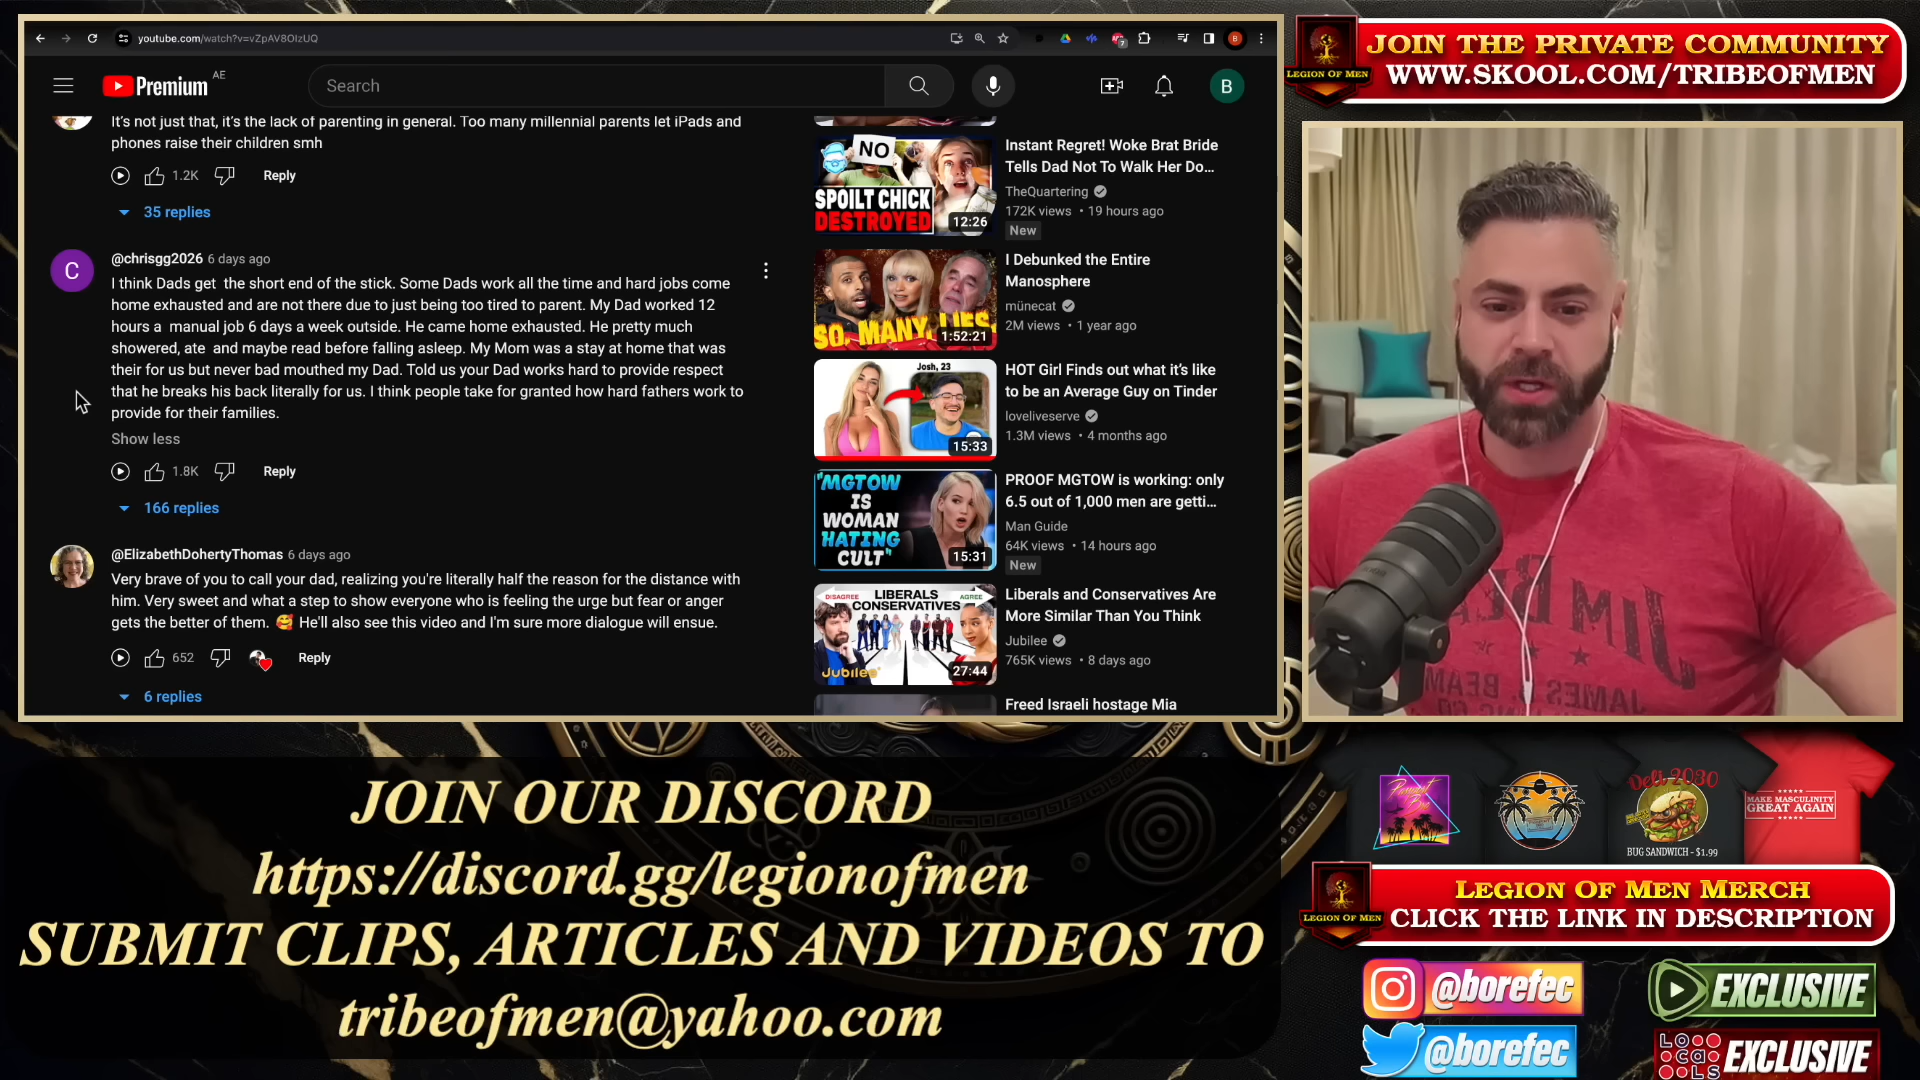 youtube.com/watch?v=vZpAV8OIzUQ
Premium
AE
Search
B
B
It's not just that, it's the lack of parenting in general. Too many millennial parents let iPads and
phones raise their children smh
1.2K
Reply
35 replies
C
@chrisgg2026 6 days ago
I think Dads get the short end of the stick. Some Dads work all the time and hard jobs come
home exhausted and are not there due to just being too tired to parent. My Dad worked 12
hours a manual job 6 days a week outside. He came home exhausted. He pretty much
showered, ate and maybe read before falling asleep. My Mom was a stay at home that was
their for us but never bad mouthed my Dad. Told us your Dad works hard to provide respect
that he breaks his back literally for us. I think people take for granted how hard fathers work to
provide for their families.
Show less
1.8K
Reply
166 replies
@ElizabethDohertyThomas 6 days ago
Very brave of you to call your dad, realizing you're literally half the reason for the distance with
him. Very sweet and what a step to show everyone who is feeling the urge but fear or anger
gets the better of them. 🥰 He'll also see this video and I'm sure more dialogue will ensue.
652
Reply
6 replies
NO
SPOILT CHICK
DESTROYED
12:26
Instant Regret! Woke Brat Bride
Tells Dad Not To Walk Her Do...
TheQuartering
172K views • 19 hours ago
New
SO, MANY, LIES.
1:52:21
I Debunked the Entire
Manosphere
münecat
2M views • 1 year ago
Josh, 23
15:33
HOT Girl Finds out what it's like
to be an Average Guy on Tinder
loveliveserve
1.3M views • 4 months ago
"MGTOW
IS
WOMAN
HATING
CULT"
15:31
PROOF MGTOW is working: only
6.5 out of 1,000 men are getti...
Man Guide
64K views • 14 hours ago
New
DISAGREE
LIBERALS
CONSERVATIVES
AGREE
Jubilee
27:44
Liberals and Conservatives Are
More Similar Than You Think
Jubilee
765K views • 8 days ago
Freed Israeli hostage Mia
LEGION OF MEN
JOIN THE PRIVATE COMMUNITY
WWW.SKOOL.COM/TRIBEOFMEN
JIM BEAM
JAMES B. BEAM
JOIN OUR DISCORD
https://discord.gg/legionofmen
SUBMIT CLIPS, ARTICLES AND VIDEOS TO
tribeofmen@yahoo.com
Deli 2030
BUG SANDWICH - $1.99
MAKE MASCULINITY
GREAT AGAIN
LEGION OF MEN
LEGION OF MEN MERCH
CLICK THE LINK IN DESCRIPTION
@borefec
EXCLUSIVE
@borefec
LOCALS
EXCLUSIVE